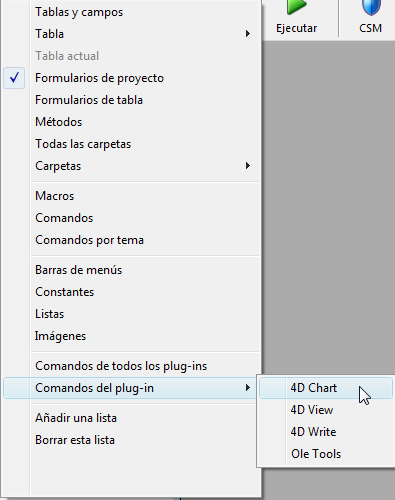 Tablas y campos
Tabla
Tabla actual
Formularios de proyecto
Formularios de tabla
Métodos
Todas las carpetas
Carpetas
Macros
Comandos
Comandos por tema
Barras de menús
Constantes
Listas
Imágenes
Comandos de todos los plug-ins
Comandos del plug-in
Añadir una lista
Borrar esta lista
Ejecutar
CSM
4D Chart
4D View
4D Write
Ole Tools